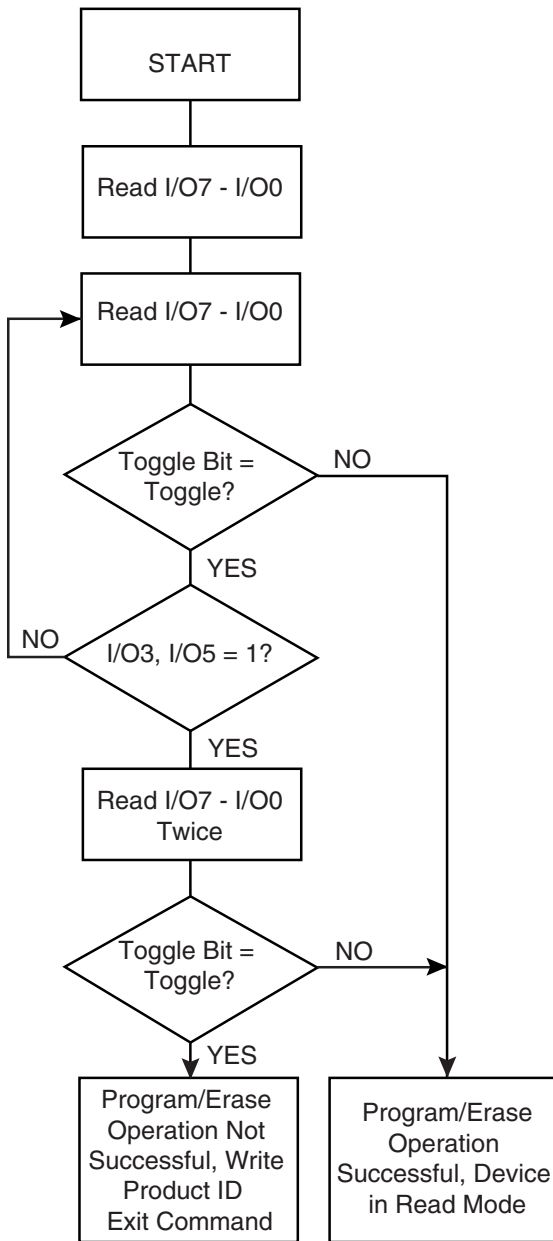 START
Read I/O7 - I/O0
Read I/O7 - I/O0
Toggle Bit =
Toggle?
NO
YES
NO
I/O3, I/O5 = 1?
YES
Read I/O7 - I/O0
Twice
Toggle Bit =
Toggle?
NO
YES
Program/Erase
Operation Not
Successful, Write
Product ID
Exit Command
Program/Erase
Operation
Successful, Device
in Read Mode